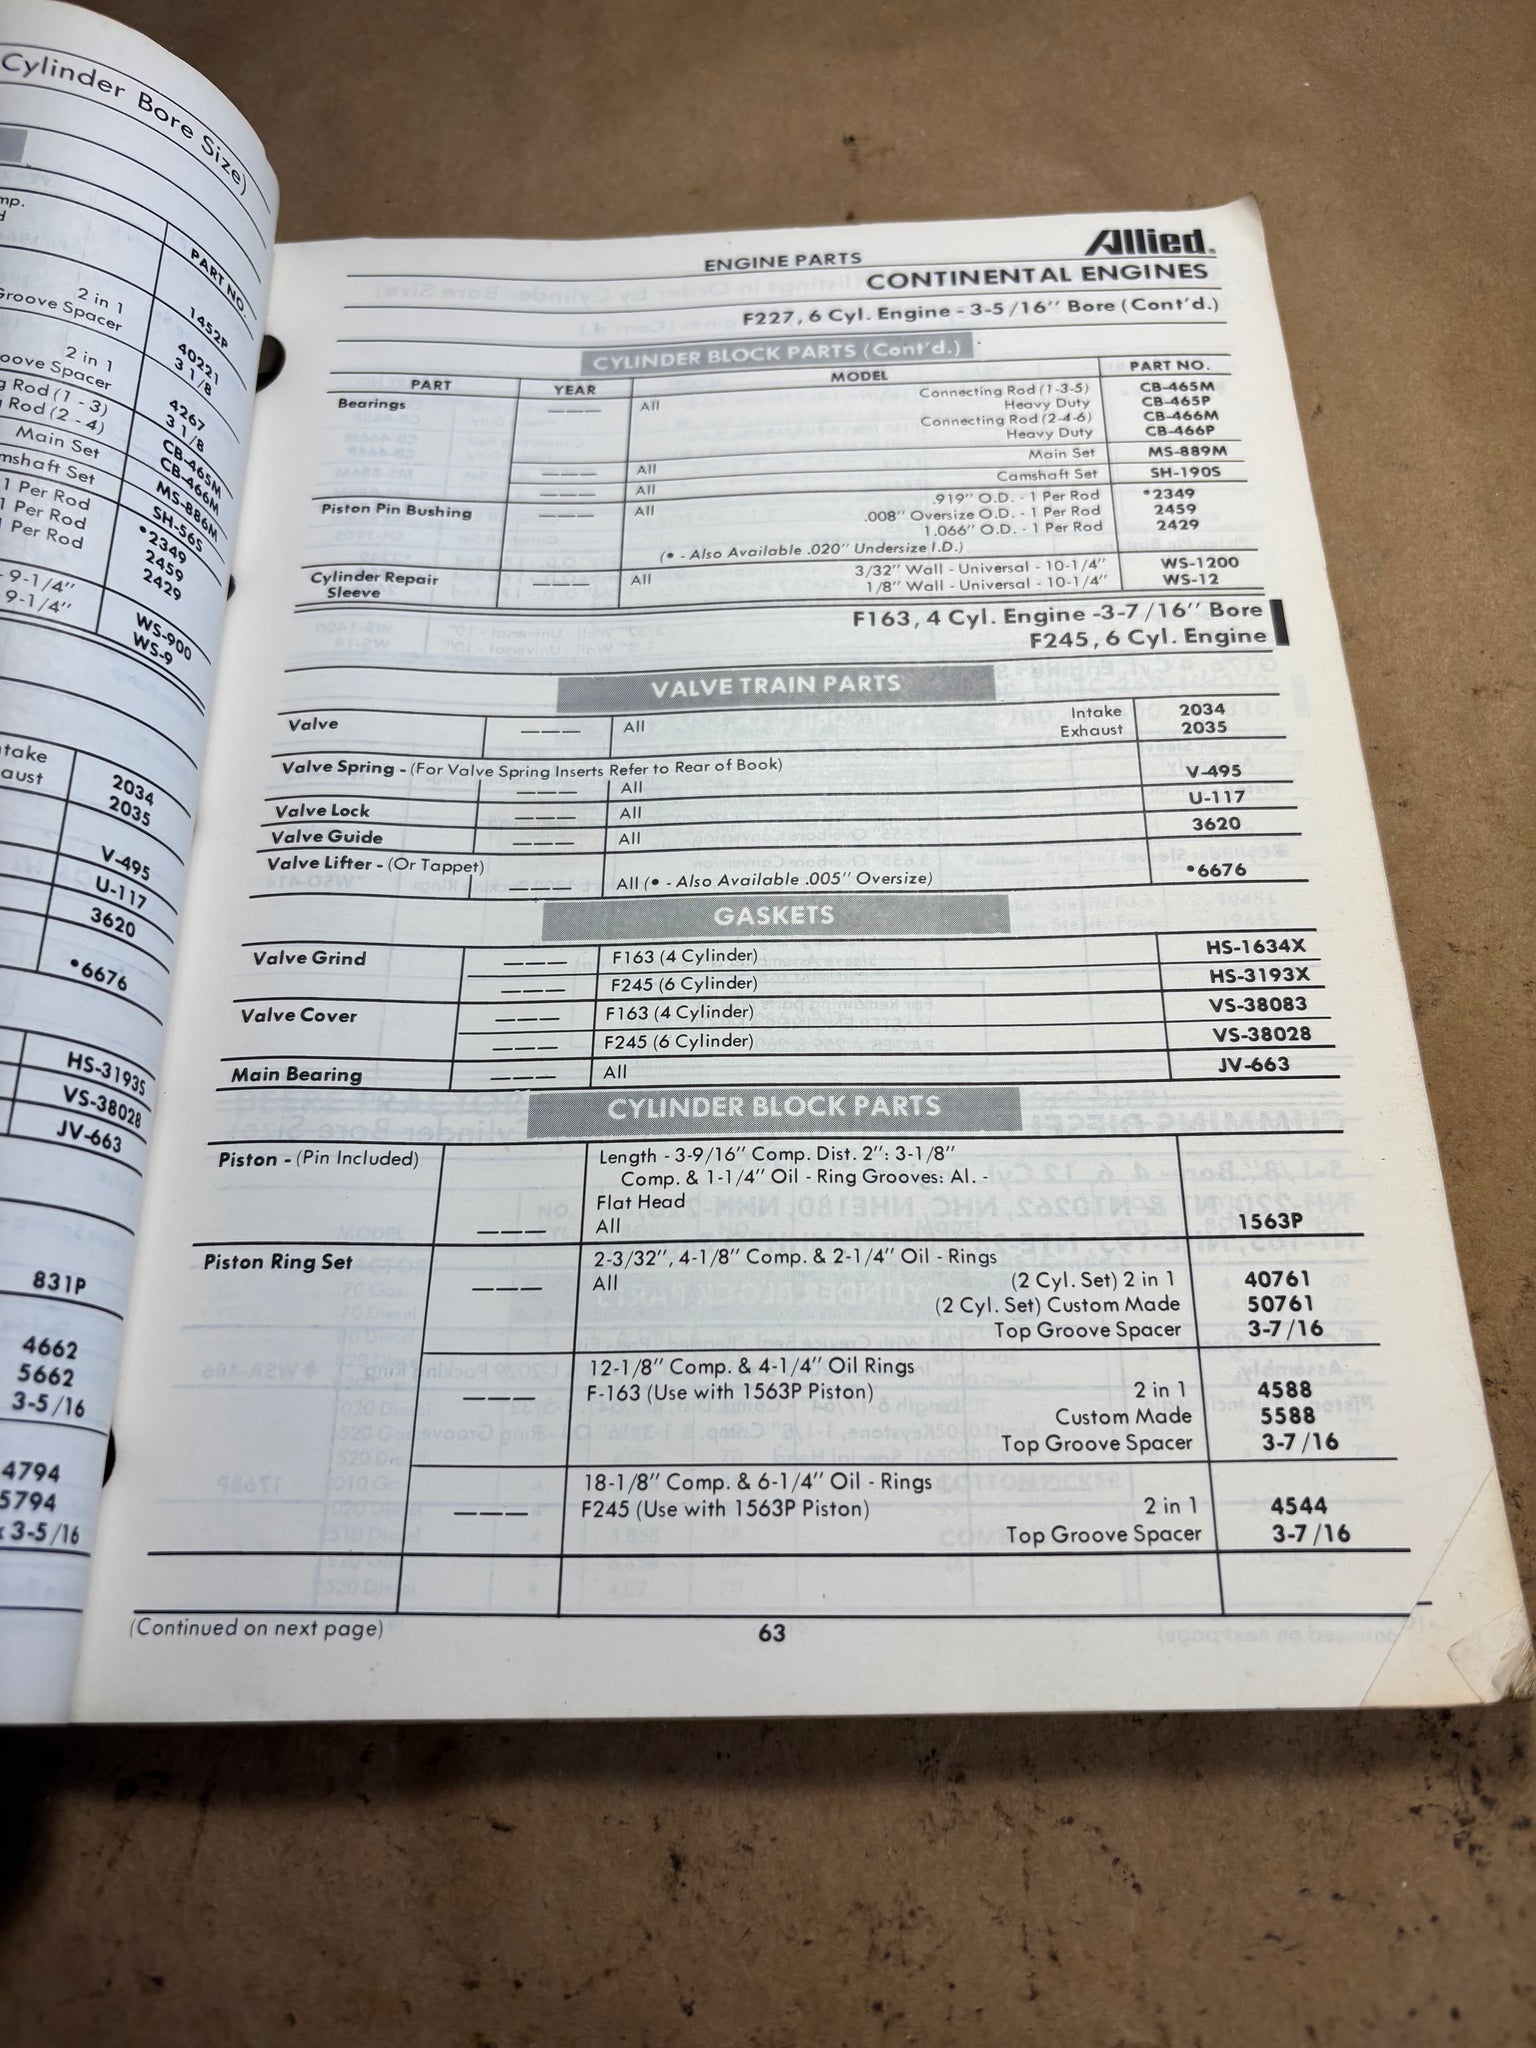 Cylinder Bore Size)
PART NO.
2 in 1
1452P
Groove Spacer
40221
3 1/8
2 in 1
Spacer
4267
3 1/8
Rod (1 - 3)
CB-465M
Rod (2 - 4)
CB-466M
Main Set
MS-886M
Set
SH-56S
1 Per Rod
•2349
1 Per Rod
2459
1 Per Rod
2429
9-1/4"
WS-900
9-1/4"
WS-9
2034
2035
V-495
U-117
3620
•6676
HS-3193S
VS-38028
JV-663
831P
4662
5662
3-5/16
4794
5794
3-5/16
Allied®
ENGINE PARTS
CONTINENTAL ENGINES
F227, 6 Cyl. Engine - 3-5/16" Bore (Cont'd.)
CYLINDER BLOCK PARTS (Cont'd.)
PART YEAR MODEL PART NO.
Bearings ——— All Connecting Rod (1-3-5) CB-465M
Heavy Duty CB-465P
Connecting Rod (2-4-6) CB-466M
Heavy Duty CB-466P
——— All Main Set MS-889M
——— All Camshaft Set SH-190S
Piston Pin Bushing ——— All .919" O.D. - 1 Per Rod •2349
.008" Oversize O.D. - 1 Per Rod 2459
1.066" O.D. - 1 Per Rod 2429
(• - Also Available .020" Undersize I.D.)
Cylinder Repair ——— All 3/32" Wall - Universal - 10-1/4" WS-1200
Sleeve 1/8" Wall - Universal - 10-1/4" WS-12
F163, 4 Cyl. Engine -3-7/16" Bore
F245, 6 Cyl. Engine
VALVE TRAIN PARTS
Valve ——— All Intake 2034
Exhaust 2035
Valve Spring - (For Valve Spring Inserts Refer to Rear of Book)
——— All V-495
Valve Lock ——— All U-117
Valve Guide ——— All 3620
Valve Lifter - (Or Tappet)
——— All (• - Also Available .005" Oversize) •6676
GASKETS
Valve Grind ——— F163 (4 Cylinder) HS-1634X
——— F245 (6 Cylinder) HS-3193X
Valve Cover ——— F163 (4 Cylinder) VS-38083
——— F245 (6 Cylinder) VS-38028
Main Bearing ——— All JV-663
CYLINDER BLOCK PARTS
Piston - (Pin Included) Length - 3-9/16" Comp. Dist. 2": 3-1/8"
Comp. & 1-1/4" Oil - Ring Grooves: Al. -
Flat Head
——— All 1563P
Piston Ring Set 2-3/32", 4-1/8" Comp. & 2-1/4" Oil - Rings
——— All (2 Cyl. Set) 2 in 1 40761
(2 Cyl. Set) Custom Made 50761
Top Groove Spacer 3-7/16
12-1/8" Comp. & 4-1/4" Oil Rings
——— F-163 (Use with 1563P Piston) 2 in 1 4588
Custom Made 5588
Top Groove Spacer 3-7/16
18-1/8" Comp. & 6-1/4" Oil - Rings
——— F245 (Use with 1563P Piston) 2 in 1 4544
Top Groove Spacer 3-7/16
(Continued on next page)
63